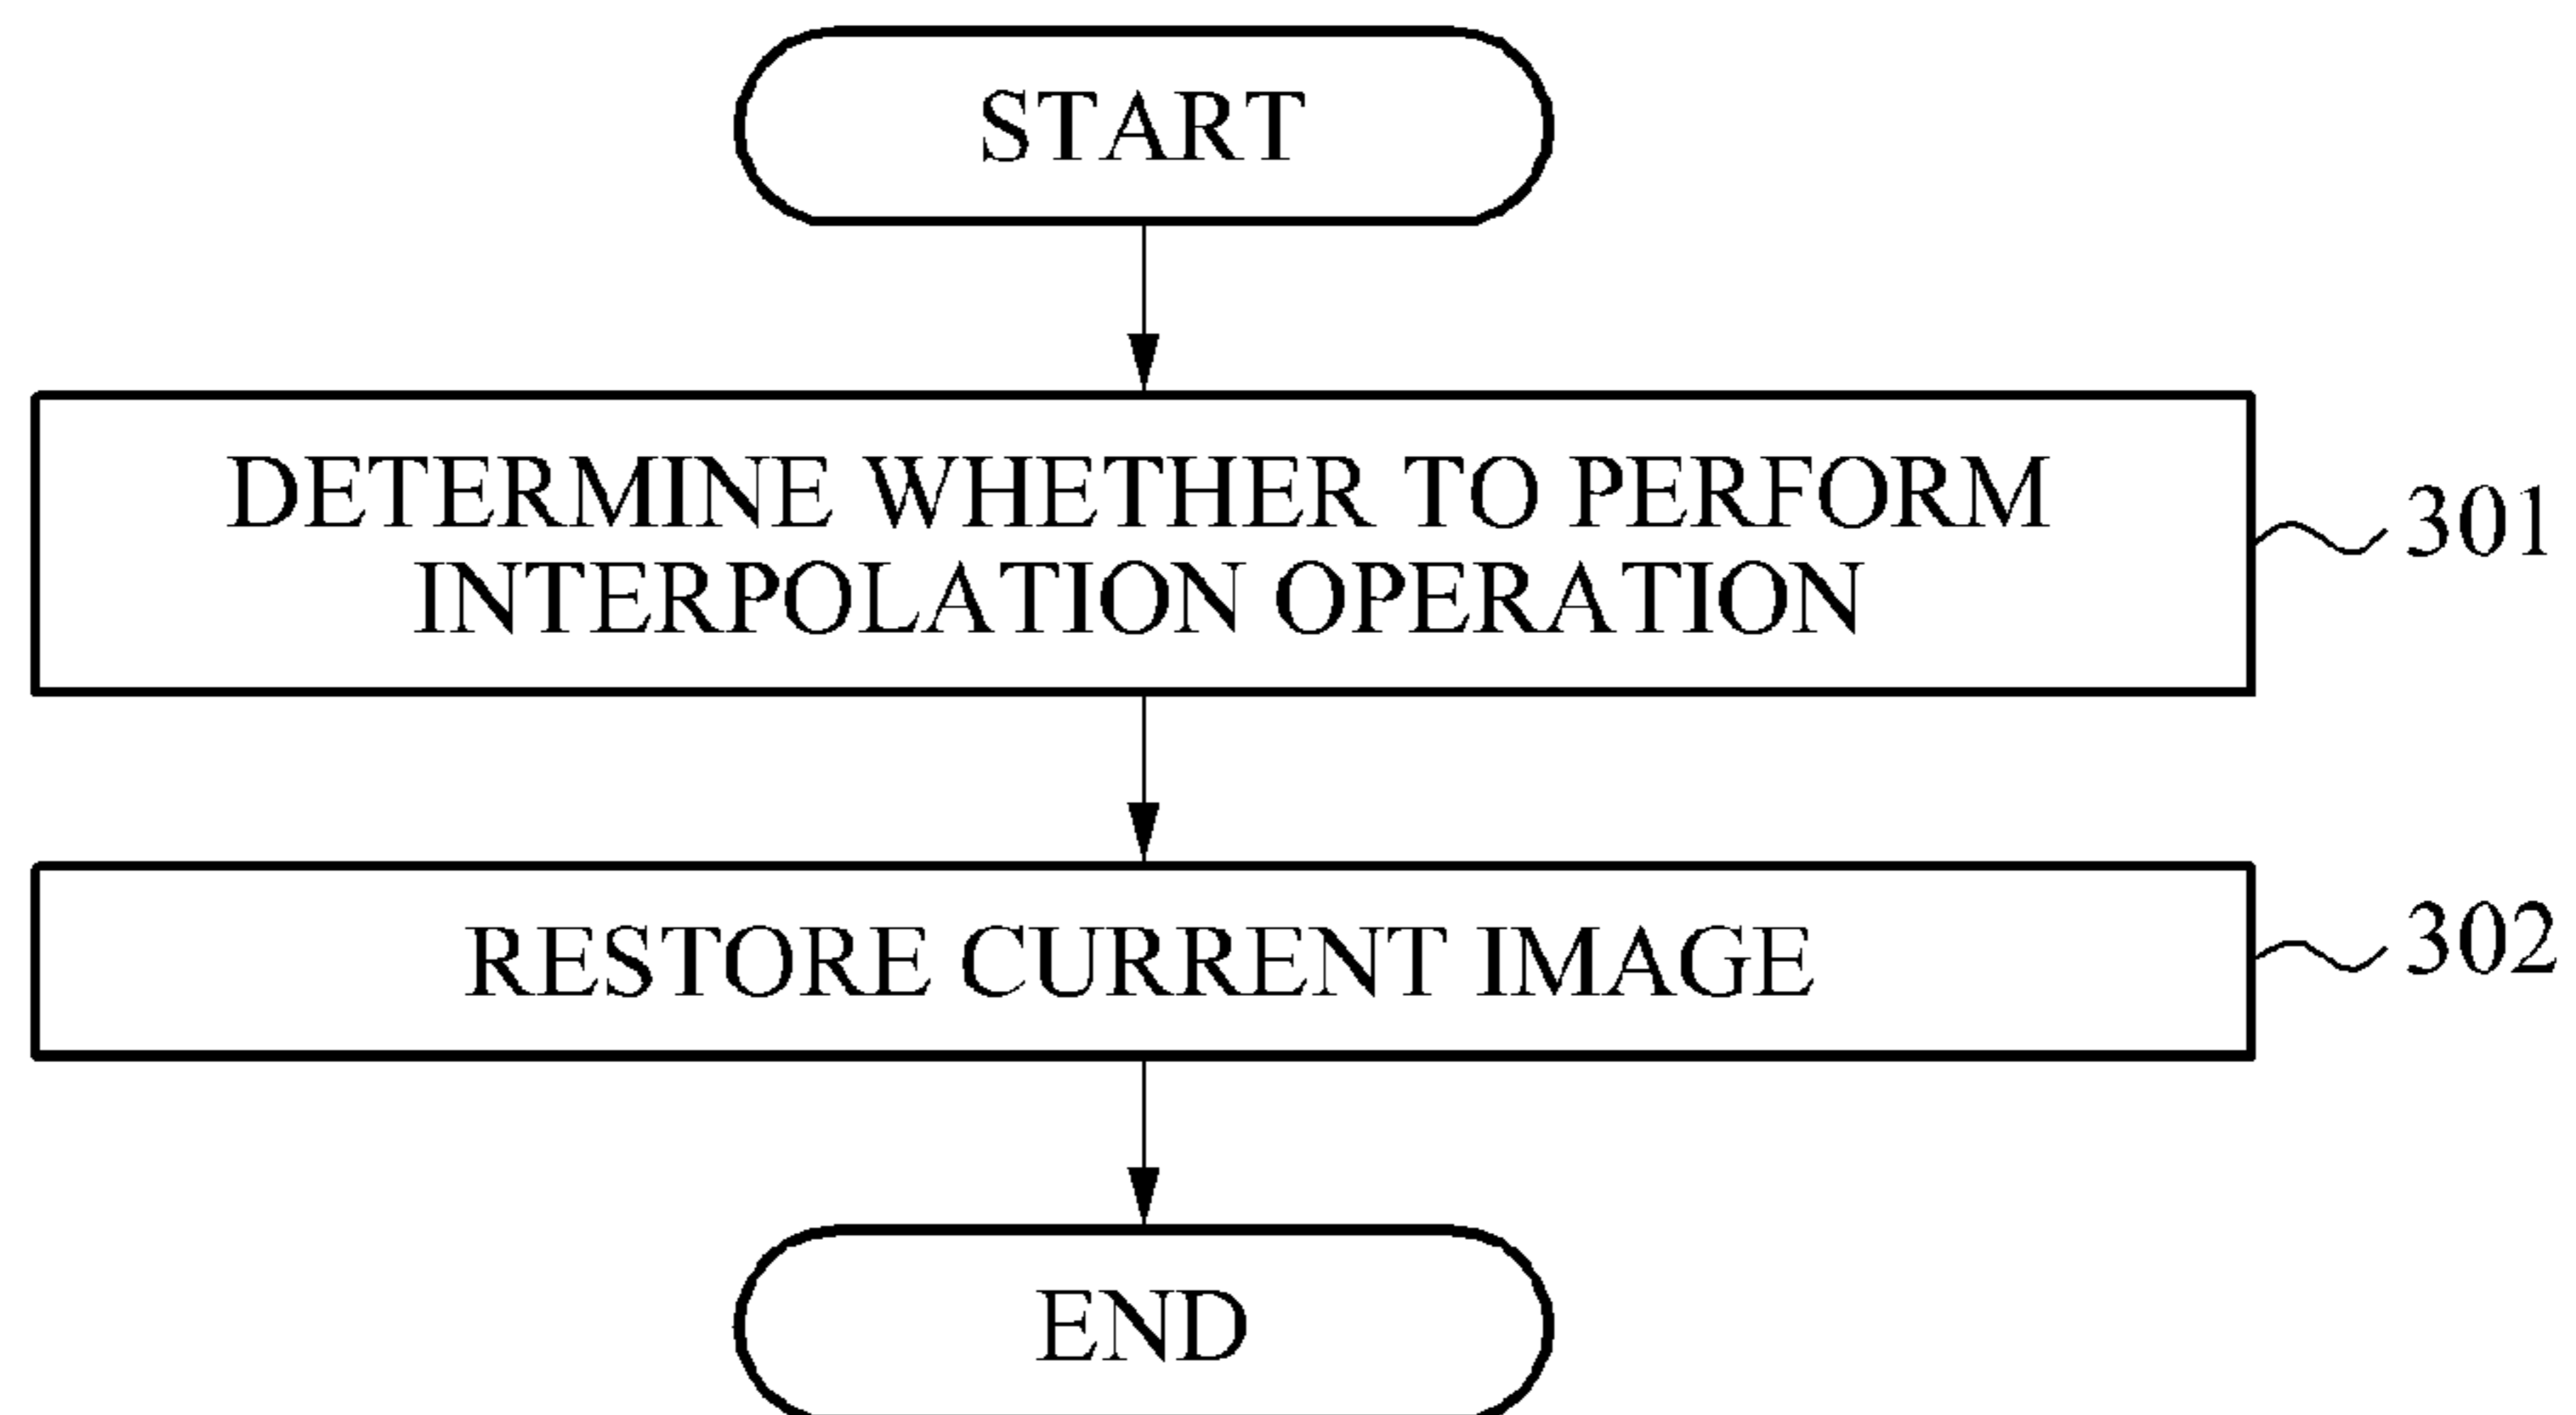 START
DETERMINE WHETHER TO PERFORM
INTERPOLATION OPERATION
301
RESTORE CURRENT IMAGE
302
END